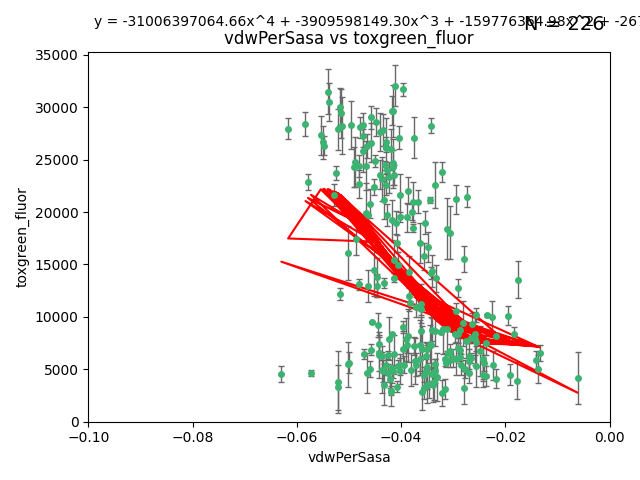 y = -31006397064.66x^4 + -3909598149.30x^3 +
N = 226
vdwPerSasa vs toxgreen_fluor
35000
30000
25000
20000
15000
10000
5000
0
toxgreen_fluor
−0.10
−0.08
−0.06
−0.04
−0.02
0.00
vdwPerSasa